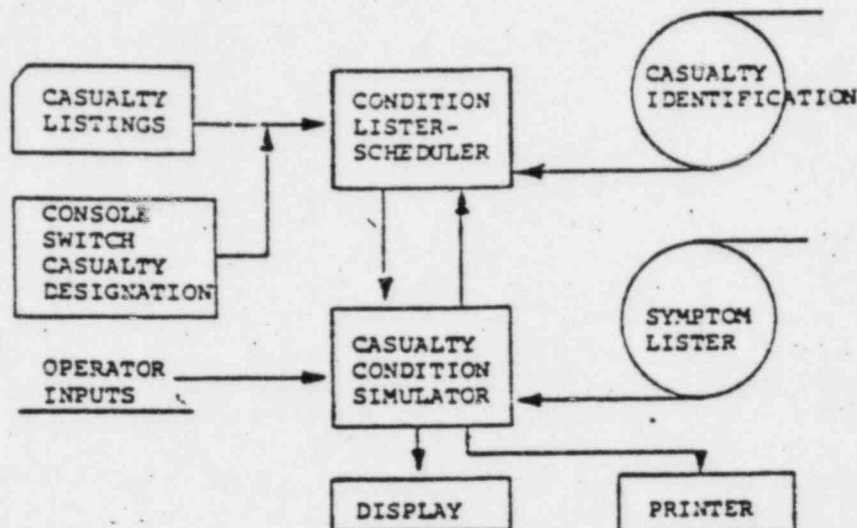 CASUALTY
LISTINGS
CONDITION
LISTER-
SCHEDULER
CASUALTY
IDENTIFICATION
CONSOLE
SWITCH
CASUALTY
DESIGNATION
OPERATOR
INPUTS
CASUALTY
CONDITION
SIMULATOR
SYMPTOM
LISTER
DISPLAY
PRINTER